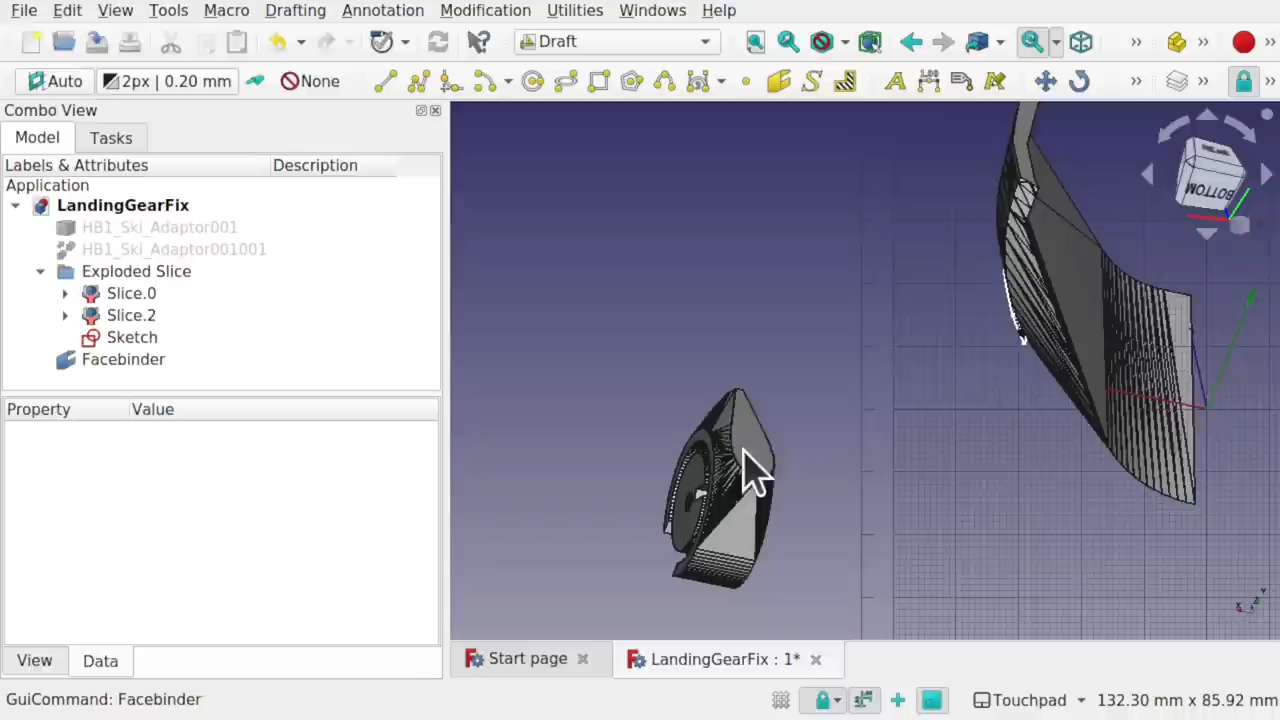 File Edit View Tools Macro Drafting Annotation Modification Utilities Windows Help
Draft
Auto 2px | 0.20 mm None
Combo View
Model Tasks
Labels & Attributes Description
Application
LandingGearFix
HB1_Ski_Adaptor001
HB1_Ski_Adaptor001001
Exploded Slice
Slice.0
Slice.2
Sketch
Facebinder
Property Value
View Data
BOTTOM
Start page LandingGearFix : 1*
GuiCommand: Facebinder
Touchpad 132.30 mm x 85.92 mm